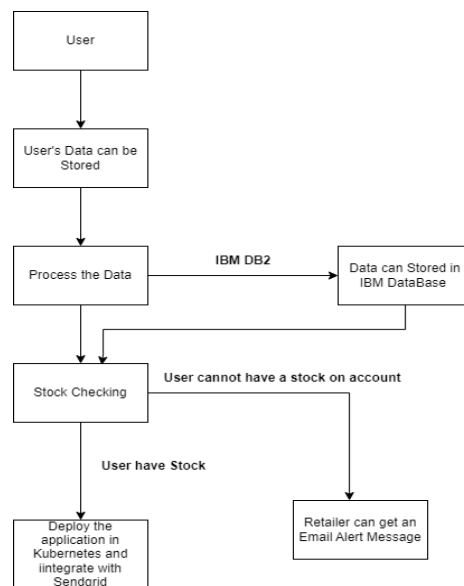 User
User's Data can be
Stored
Process the Data
IBM DB2
Data can Stored in
IBM DataBase
User cannot have a stock on account
Stock Checking
User have Stock
Deploy the
application in
Kubernetes and
iintegrate with
Sendgrid
Retailer can get an
Email Alert Message